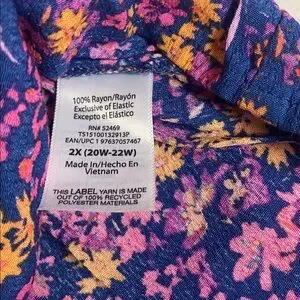 100% Rayon/Rayón
Exclusive of Elastic
Excepto el Elástico
RN# 52469
TS15100132913P
EAN/UPC 1 97637057467
2X (20W-22W)
Made In/Hecho En
Vietnam
THIS LABEL YARN IS MADE
OUT OF 100% RECYCLED
POLYESTER MATERIALS